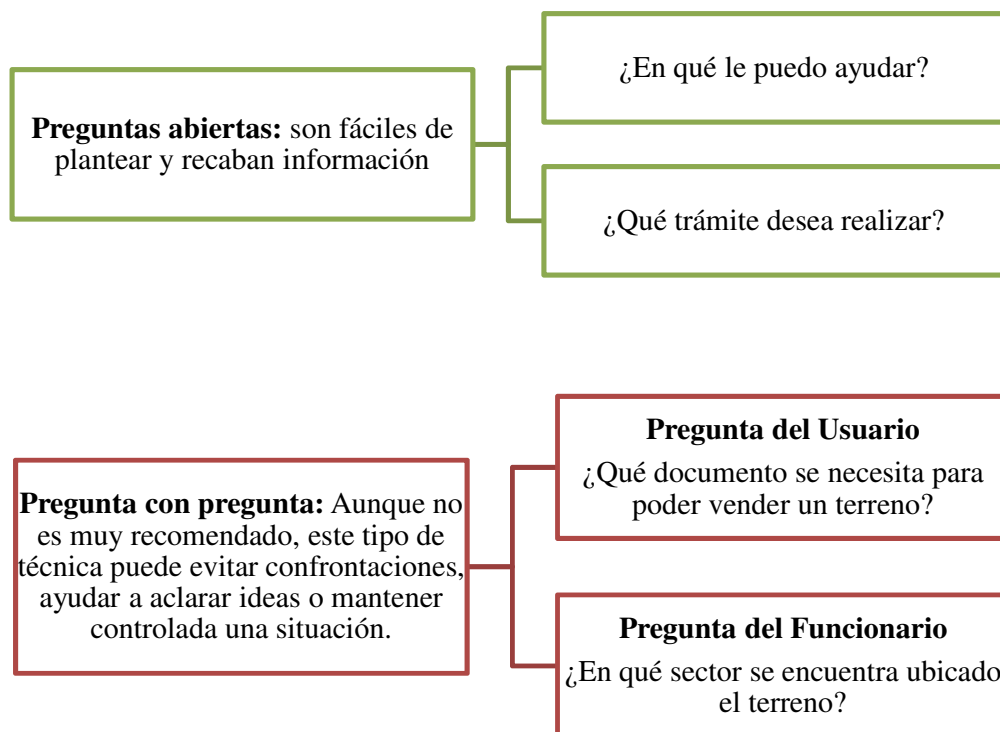 Preguntas abiertas: son fáciles de
plantear y recaban información
¿En qué le puedo ayudar?
¿Qué trámite desea realizar?
Pregunta con pregunta: Aunque no
es muy recomendado, este tipo de
técnica puede evitar confrontaciones,
ayudar a aclarar ideas o mantener
controlada una situación.
Pregunta del Usuario
¿Qué documento se necesita para
poder vender un terreno?
Pregunta del Funcionario
¿En qué sector se encuentra ubicado
el terreno?